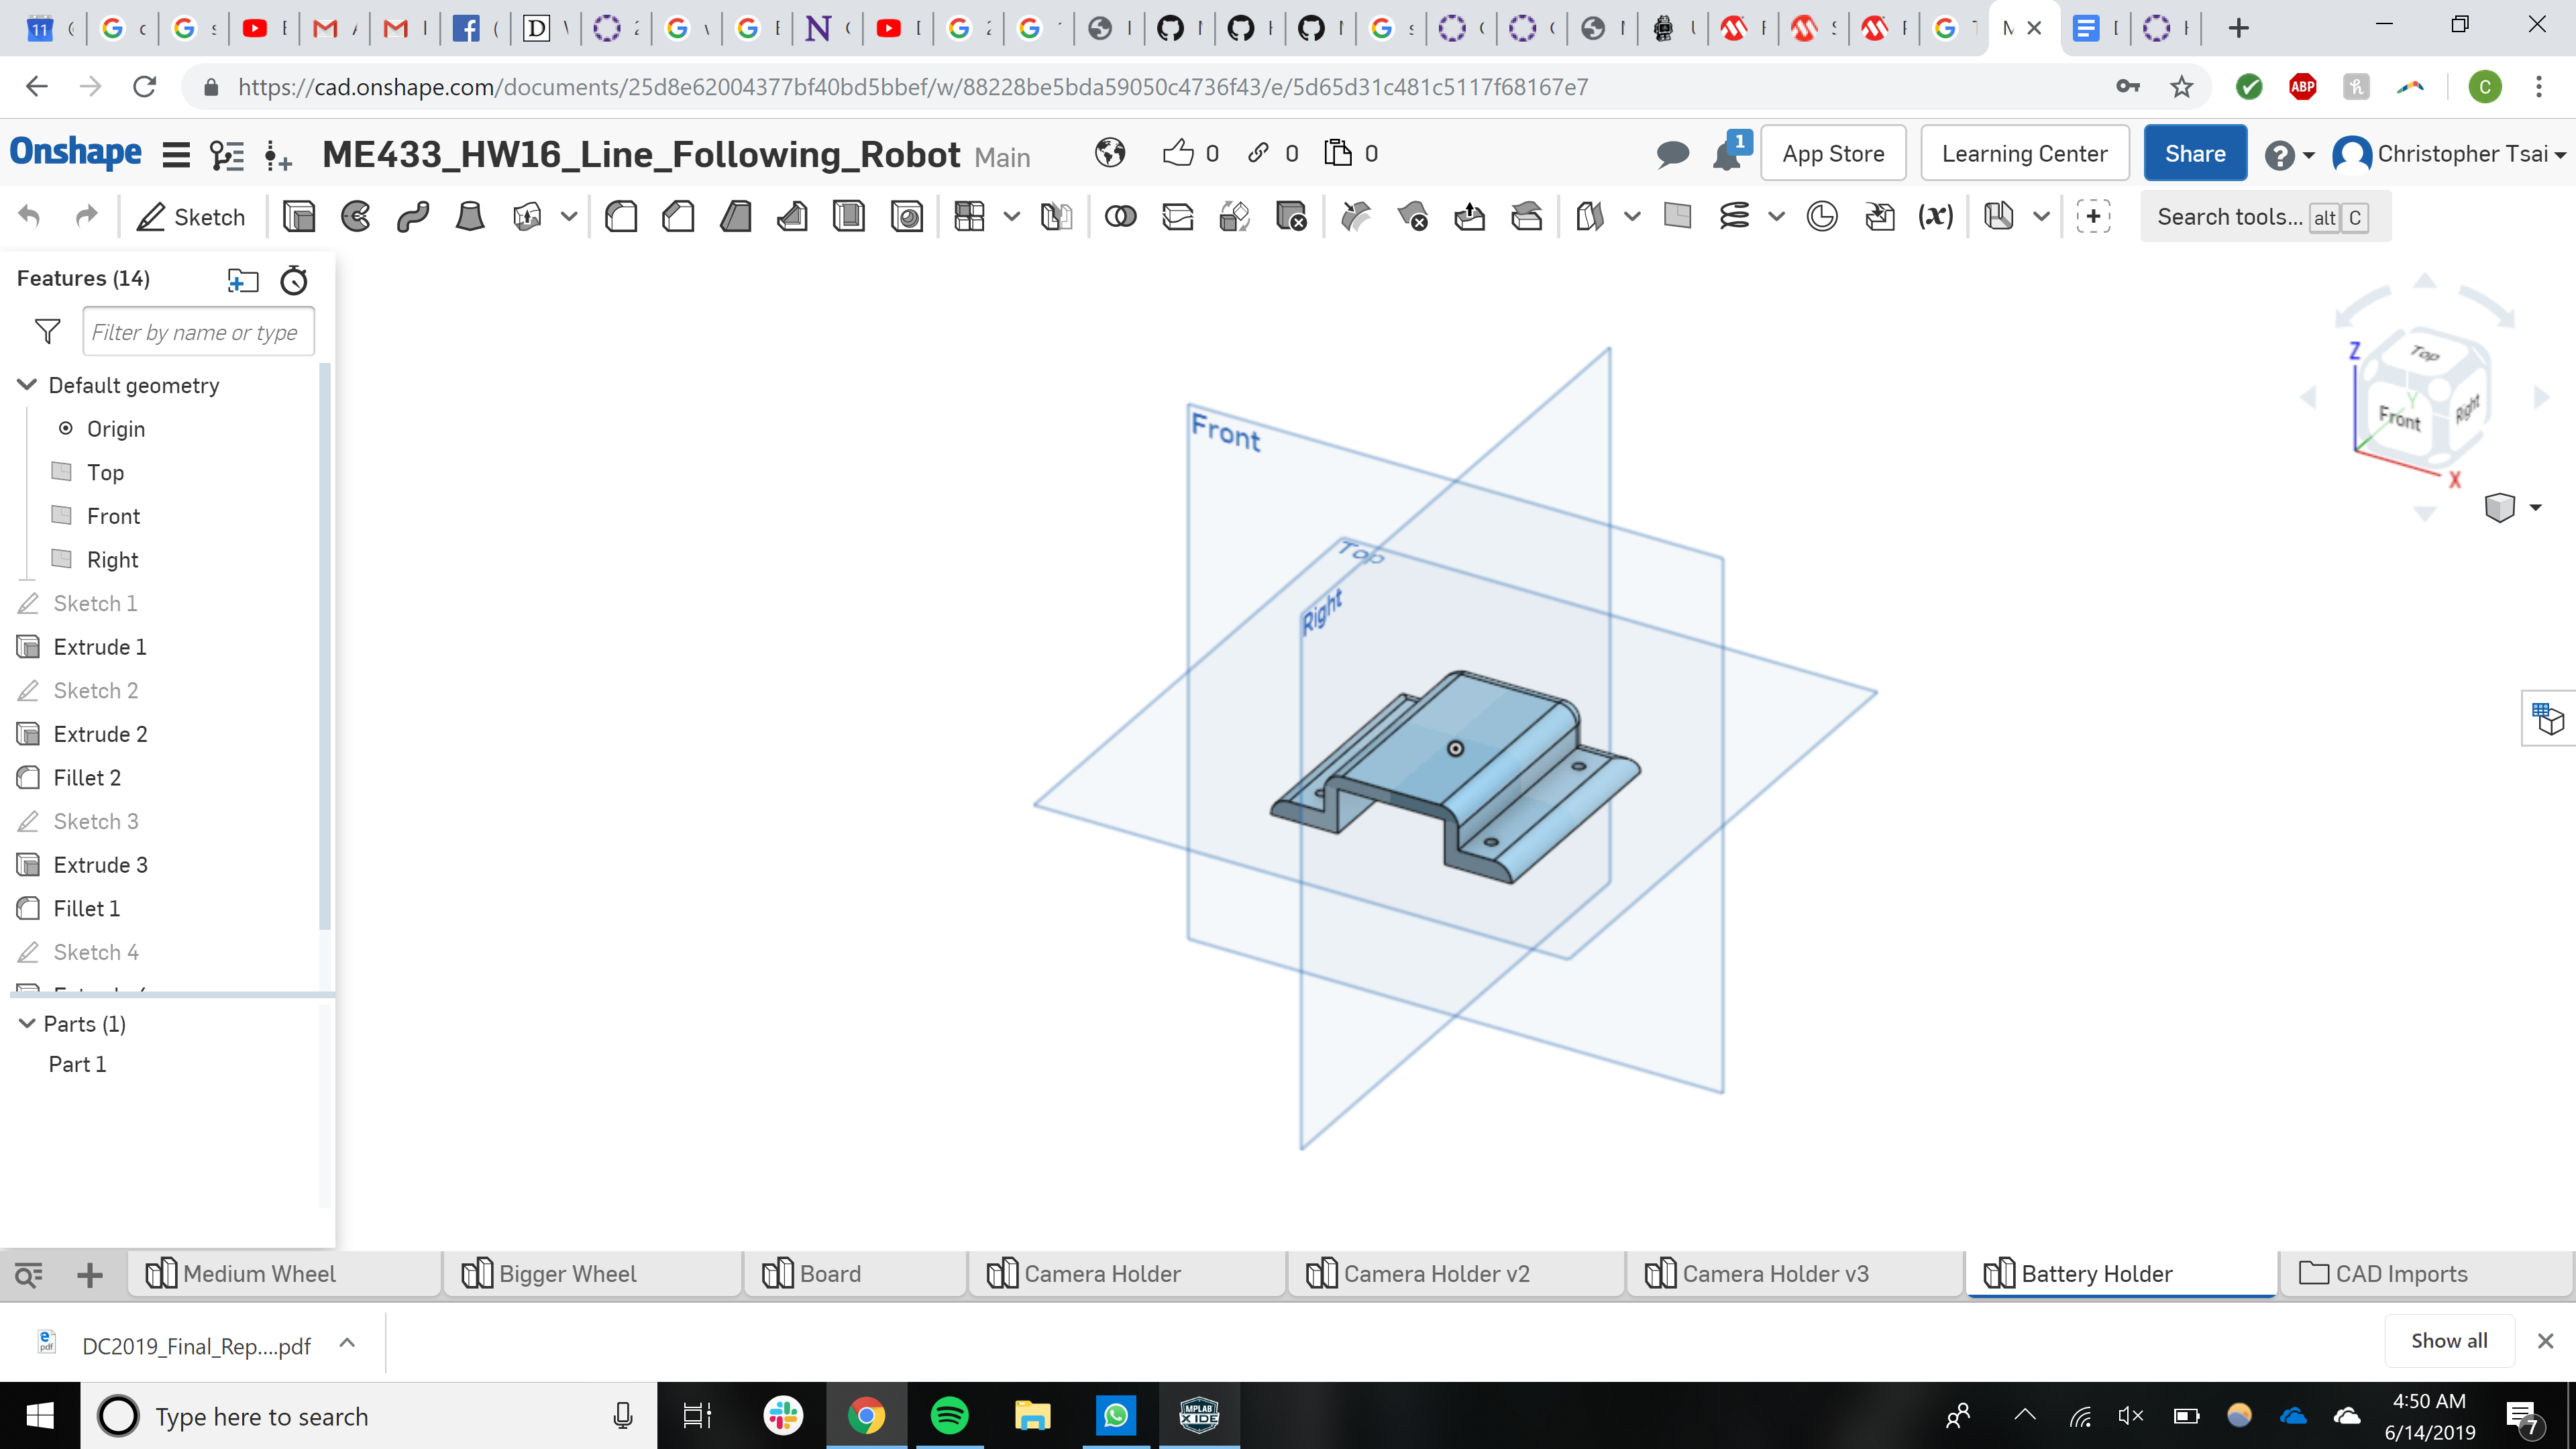 11
https://cad.onshape.com/documents/25d8e62004377bf40bd5bbef/w/88228be5bda59050c4736f43/e/5d65d31c481c5117f68167e7
ABP
C
Onshape
ME433_HW16_Line_Following_Robot Main
0
0
0
1
App Store
Learning Center
Share
Christopher Tsai
Sketch
(x)
Search tools... alt C
Features (14)
Filter by name or type
Default geometry
Origin
Top
Front
Right
Sketch 1
Extrude 1
Sketch 2
Extrude 2
Fillet 2
Sketch 3
Extrude 3
Fillet 1
Sketch 4
Parts (1)
Part 1
Front
Top
Right
Z
Top
Front
Y
Right
X
Medium Wheel
Bigger Wheel
Board
Camera Holder
Camera Holder v2
Camera Holder v3
Battery Holder
CAD Imports
DC2019_Final_Rep....pdf
Show all
Type here to search
MPLAB
X IDE
4:50 AM
6/14/2019
7